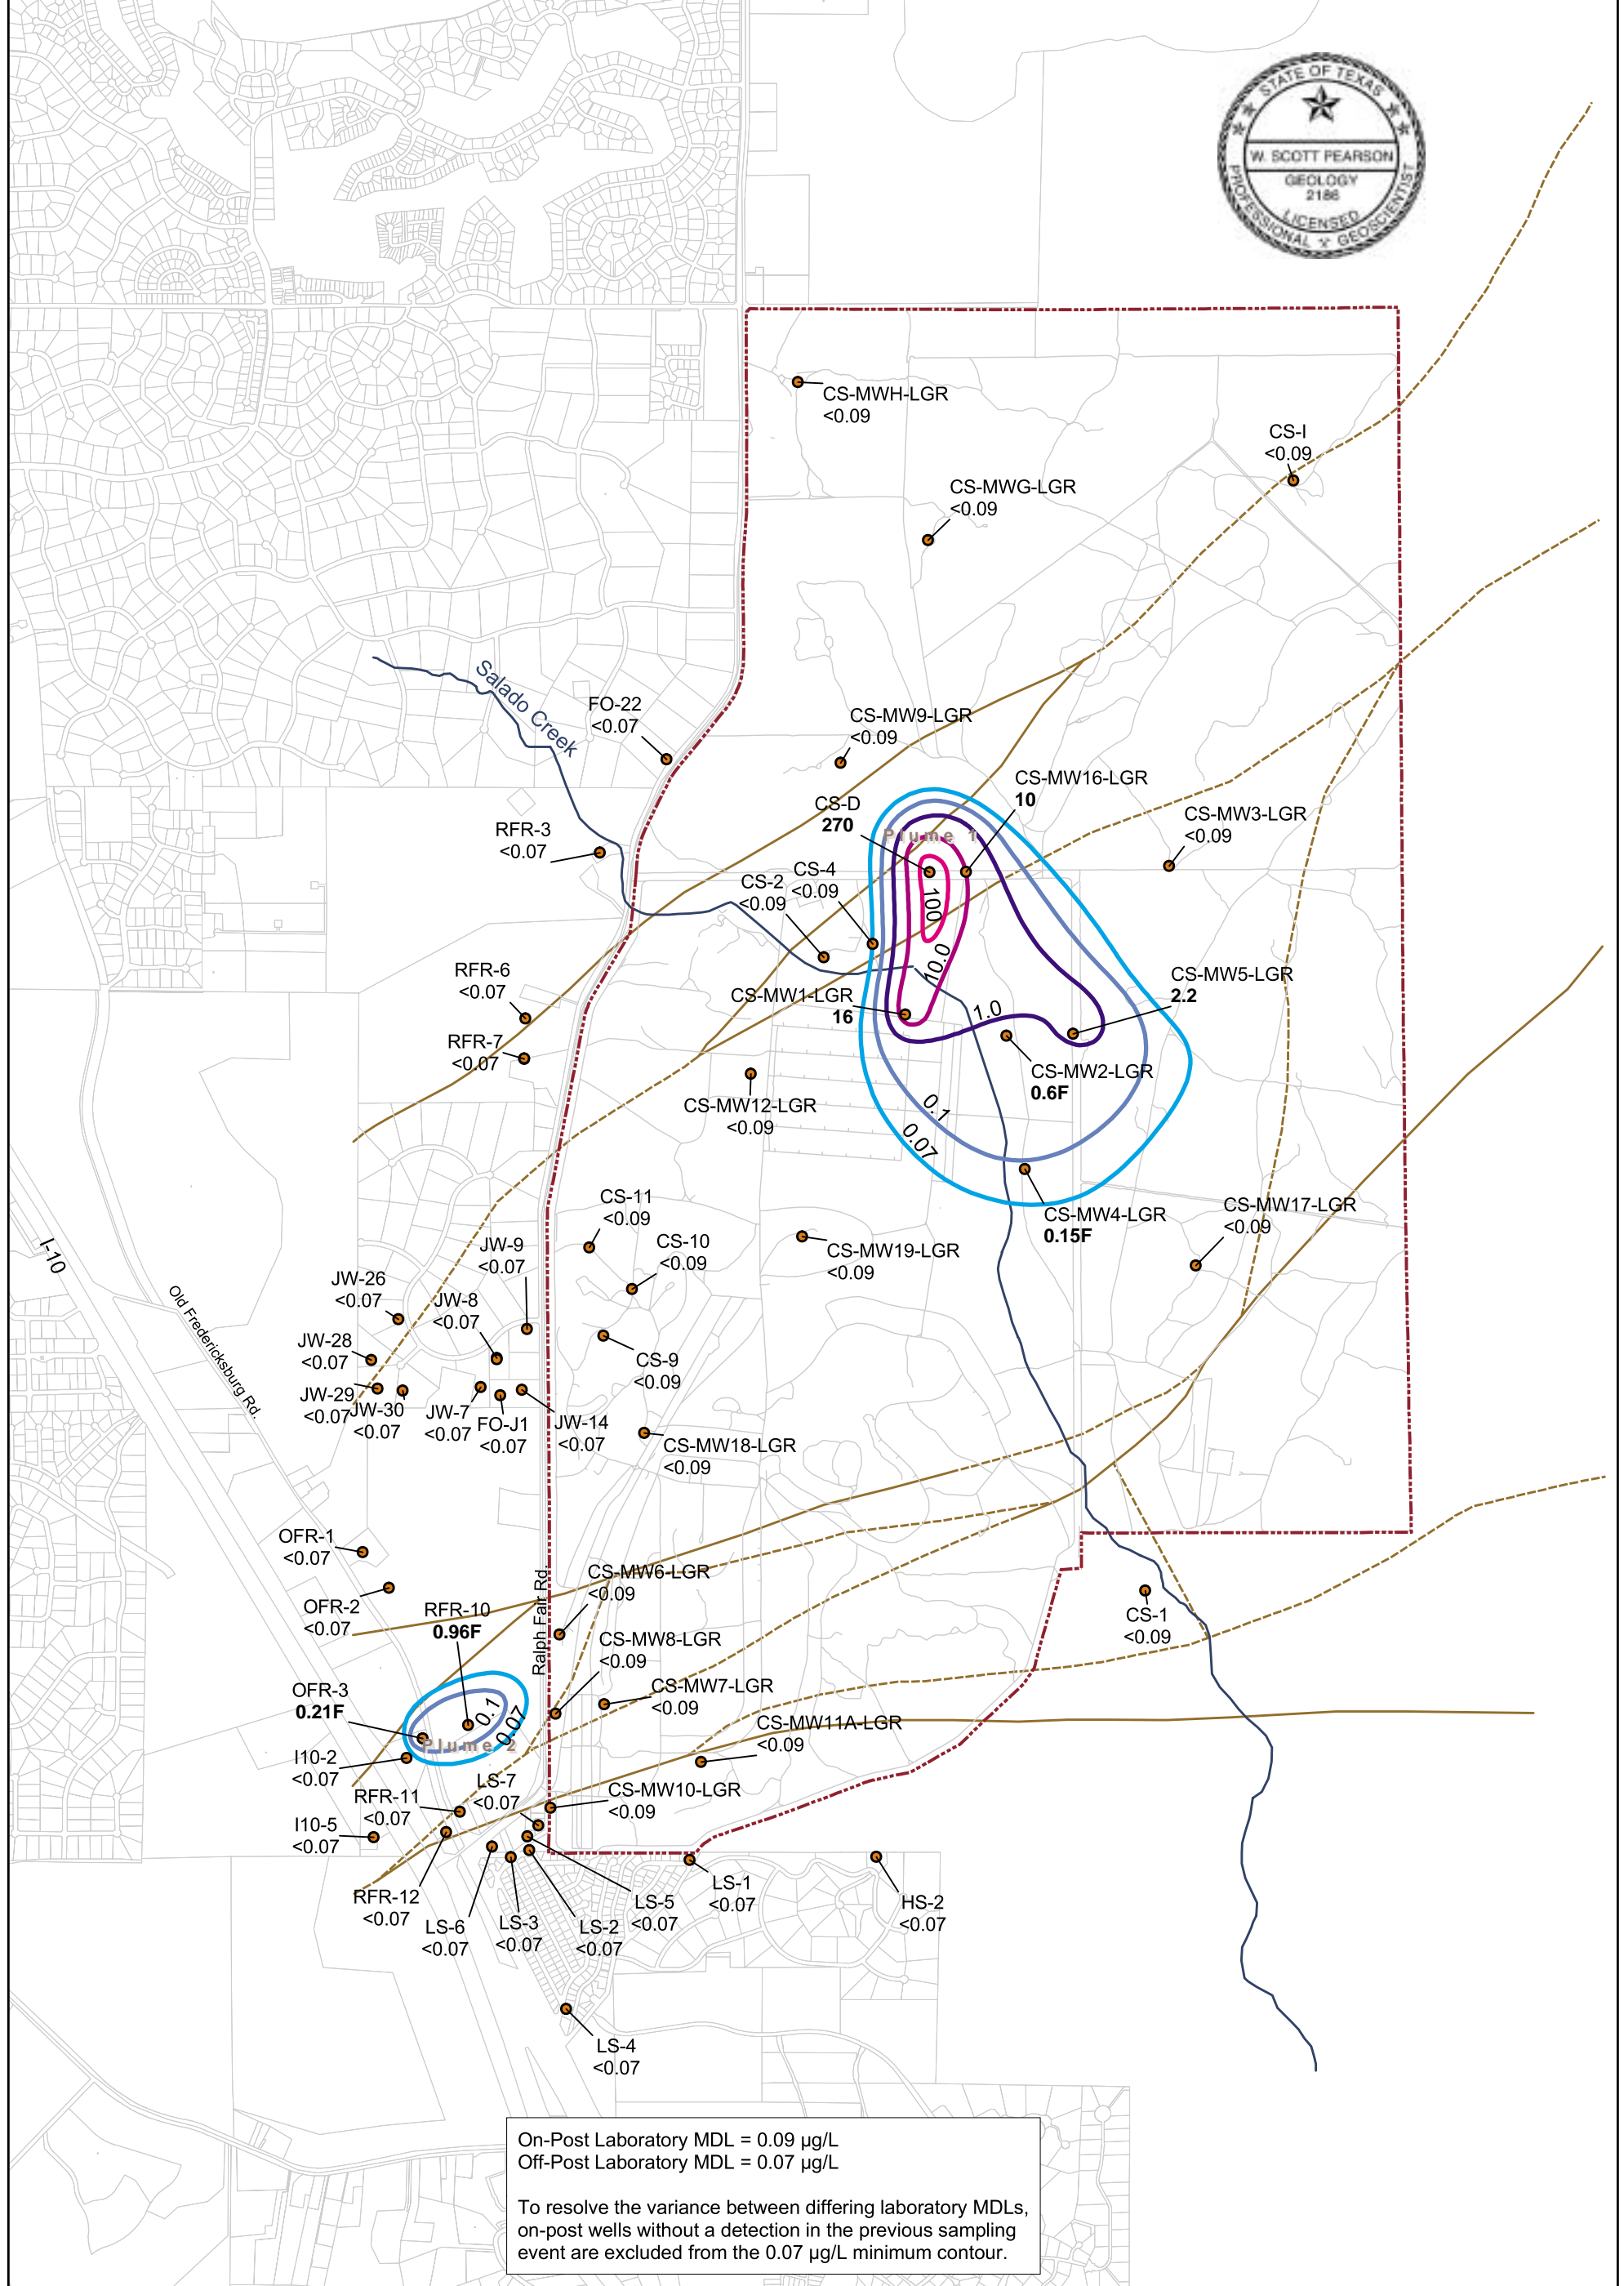 STATE OF TEXAS
W. SCOTT PEARSON
GEOLOGY
2186
LICENSED
PROFESSIONAL GEOSCIENTIST
CS-MWH-LGR
<0.09
CS-I
<0.09
CS-MWG-LGR
<0.09
Salado Creek
FO-22
<0.07
CS-MW9-LGR
<0.09
CS-MW16-LGR
10
CS-D
270
Plume 1
CS-MW3-LGR
<0.09
RFR-3
<0.07
CS-4
<0.09
CS-2
<0.09
100
10.0
RFR-6
<0.07
CS-MW5-LGR
2.2
CS-MW1-LGR
16
1.0
RFR-7
<0.07
CS-MW2-LGR
0.6F
CS-MW12-LGR
<0.09
0.1
0.07
CS-11
<0.09
CS-MW4-LGR
0.15F
CS-MW17-LGR
<0.09
I-10
JW-9
<0.07
CS-10
<0.09
CS-MW19-LGR
<0.09
JW-26
<0.07
Old Fredericksburg Rd.
JW-8
<0.07
JW-28
<0.07
CS-9
<0.09
JW-29
<0.07
JW-30
<0.07
JW-7
<0.07
FO-J1
<0.07
JW-14
<0.07
CS-MW18-LGR
<0.09
OFR-1
<0.07
OFR-2
<0.07
Ralph Fair Rd.
CS-MW6-LGR
<0.09
RFR-10
0.96F
CS-1
<0.09
CS-MW8-LGR
<0.09
OFR-3
0.21F
0.1
0.07
Plume 2
CS-MW7-LGR
<0.09
CS-MW11A-LGR
<0.09
I10-2
<0.07
LS-7
<0.07
CS-MW10-LGR
<0.09
RFR-11
<0.07
I10-5
<0.07
RFR-12
<0.07
LS-6
<0.07
LS-3
<0.07
LS-2
<0.07
LS-5
<0.07
LS-1
<0.07
HS-2
<0.07
LS-4
<0.07
On-Post Laboratory MDL = 0.09 µg/L
Off-Post Laboratory MDL = 0.07 µg/L
To resolve the variance between differing laboratory MDLs,
on-post wells without a detection in the previous sampling
event are excluded from the 0.07 µg/L minimum contour.